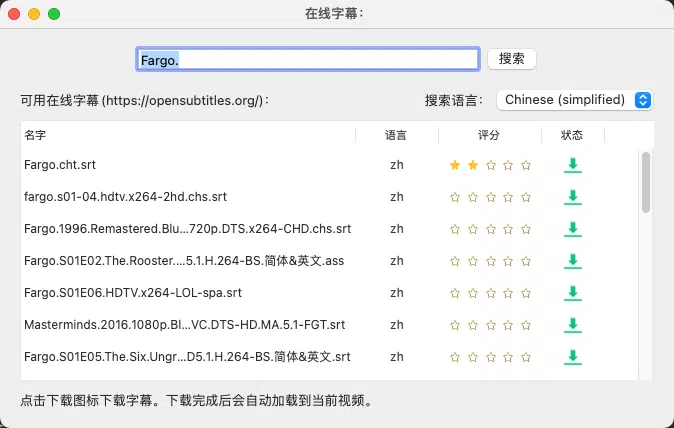 在线字幕：
Fargo.
搜索
可用在线字幕(https://opensubtitles.org/)： 搜索语言： Chinese (simplified)
名字 语言 评分 状态
Fargo.cht.srt zh
fargo.s01-04.hdtv.x264-2hd.chs.srt zh
Fargo.1996.Remastered.Blu...720p.DTS.x264-CHD.chs.srt zh
Fargo.S01E02.The.Rooster....5.1.H.264-BS.简体&英文.ass zh
Fargo.S01E06.HDTV.x264-LOL-spa.srt zh
Masterminds.2016.1080p.Bl...VC.DTS-HD.MA.5.1-FGT.srt zh
Fargo.S01E05.The.Six.Ungr...D5.1.H.264-BS.简体&英文.srt zh
点击下载图标下载字幕。下载完成后会自动加载到当前视频。